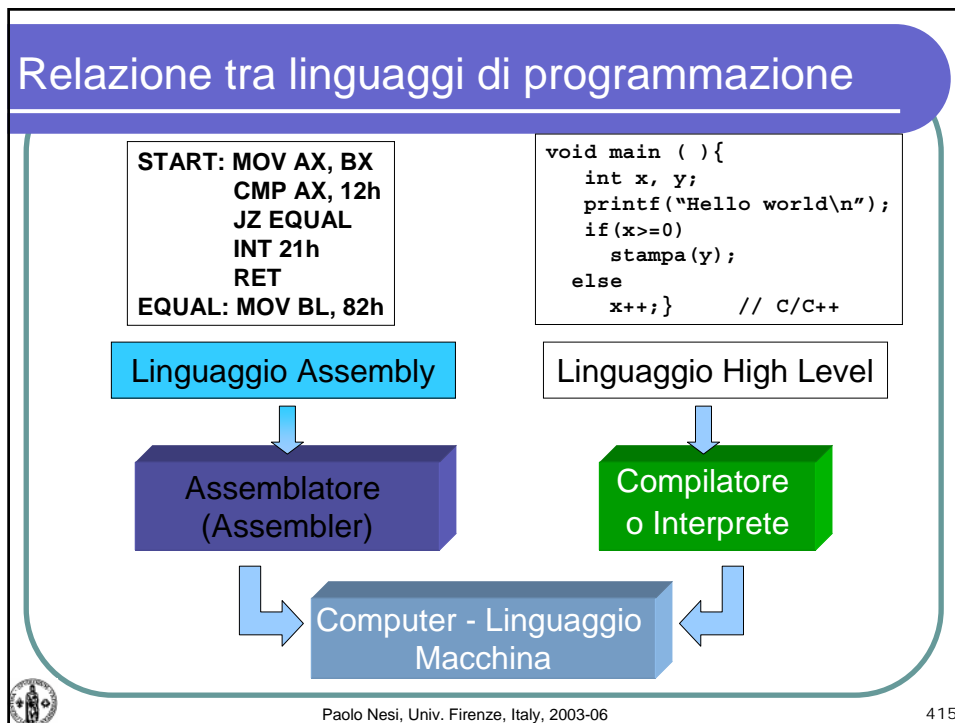 Relazione tra linguaggi di programmazione
START: MOV AX, BX
CMP AX, 12h
JZ EQUAL
INT 21h
RET
EQUAL: MOV BL, 82h
void main ( ){
int x, y;
printf(“Hello world\n”);
if(x>=0)
stampa(y);
else
x++;} // C/C++
Linguaggio Assembly
Linguaggio High Level
Assemblatore
(Assembler)
Compilatore
o Interprete
Computer - Linguaggio
Macchina
Paolo Nesi, Univ. Firenze, Italy, 2003-06
415